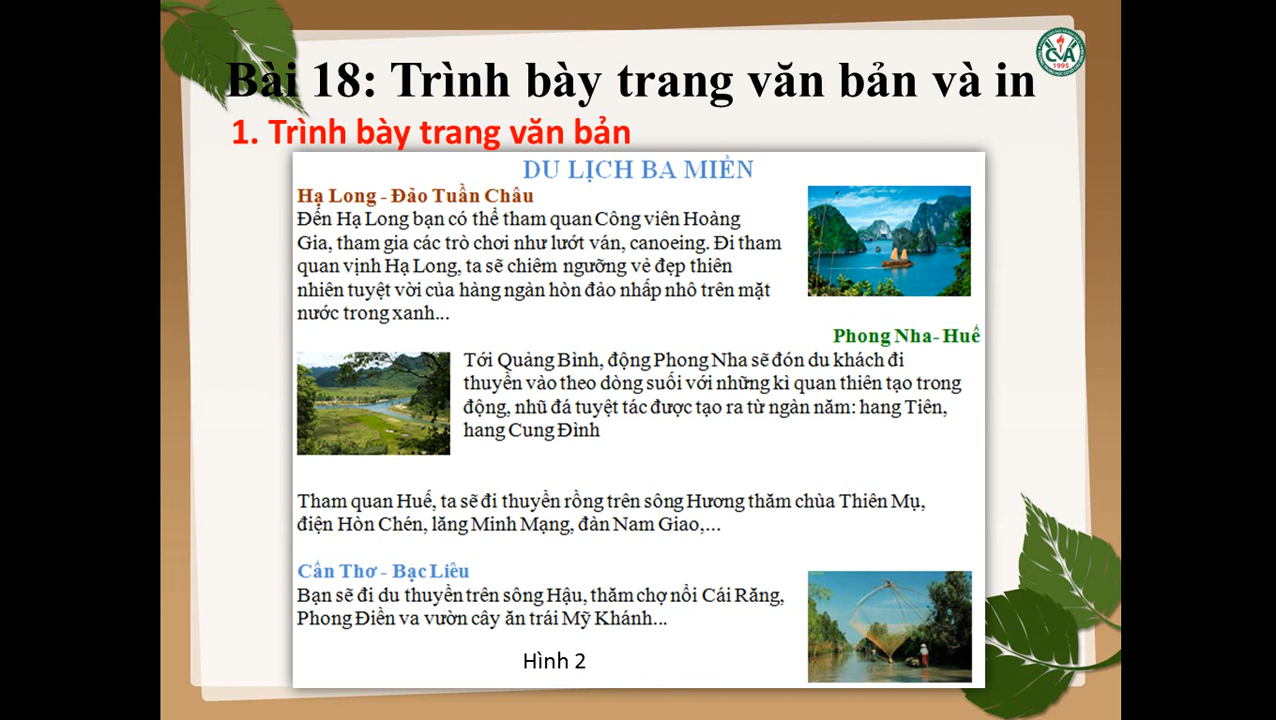 Bài 18: Trình bày trang văn bản và in
CVA
1995
1. Trình bày trang văn bản
DU LỊCH BA MIỀN
Hạ Long - Đảo Tuần Châu
Đến Hạ Long bạn có thể tham quan Công viên Hoàng
Gia, tham gia các trò chơi như lướt ván, canoeing. Đi tham
quan vịnh Hạ Long, ta sẽ chiêm ngưỡng vẻ đẹp thiên
nhiên tuyệt vời của hàng ngàn hòn đảo nhấp nhô trên mặt
nước trong xanh...
Phong Nha- Huế
Tới Quảng Bình, động Phong Nha sẽ đón du khách đi
thuyền vào theo dòng suối với những kì quan thiên tạo trong
động, nhũ đá tuyệt tác được tạo ra từ ngàn năm: hang Tiên,
hang Cung Đình
Tham quan Huế, ta sẽ đi thuyền rồng trên sông Hương thăm chùa Thiên Mụ,
điện Hòn Chén, lăng Minh Mạng, đàn Nam Giao,...
Cần Thơ - Bạc Liêu
Bạn sẽ đi du thuyền trên sông Hậu, thăm chợ nổi Cái Răng,
Phong Điền va vườn cây ăn trái Mỹ Khánh...
Hình 2